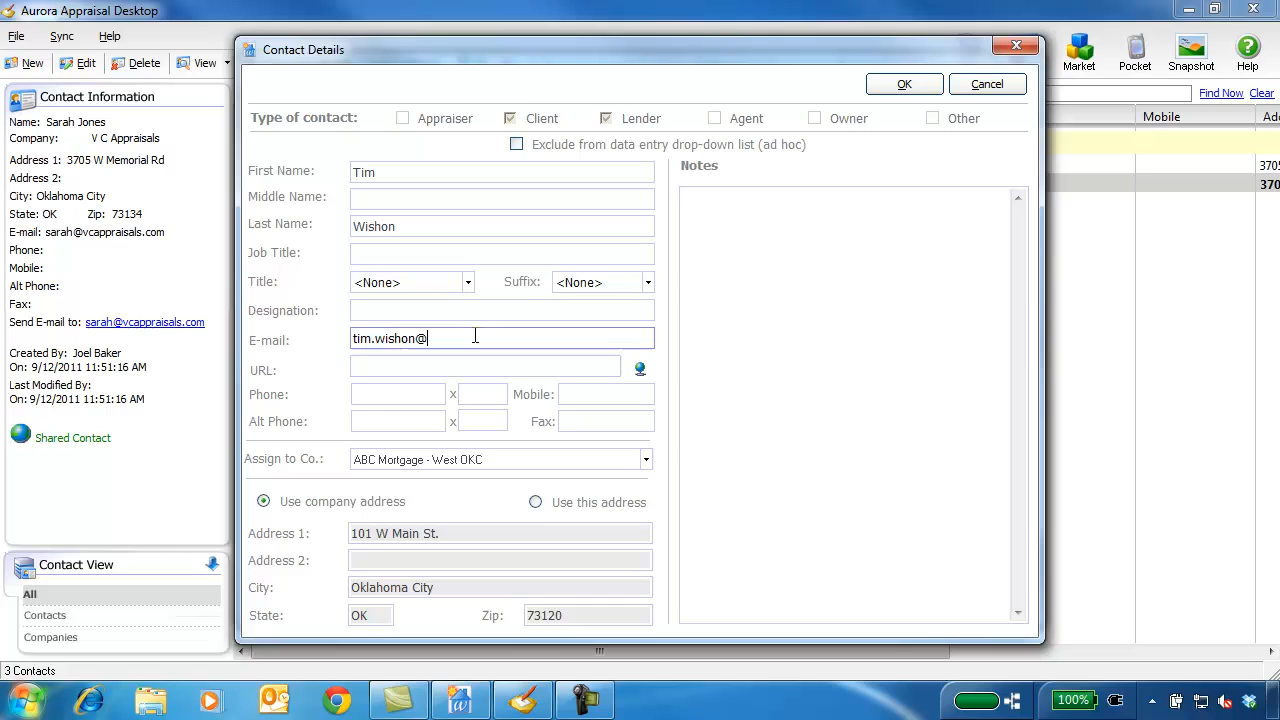 Aurora Appraisal Desktop
File Sync Help
New Edit Delete View
Market Pocket Snapshot Help
Find Now Clear
Contact Information
Name: Sarah Jones
Company: V C Appraisals
Address 1: 3705 W Memorial Rd
Address 2:
City: Oklahoma City
State: OK Zip: 73134
E-mail: sarah@vcappraisals.com
Phone:
Mobile:
Alt Phone:
Fax:
Send E-mail to: sarah@vcappraisals.com
Created By: Joel Baker
On: 9/12/2011 11:51:16 AM
Last Modified By:
On: 9/12/2011 11:51:16 AM
Shared Contact
Contact View
All
Contacts
Companies
3 Contacts
Contact Details
OK Cancel
Type of contact: Appraiser Client Lender Agent Owner Other
Exclude from data entry drop-down list (ad hoc)
First Name: Tim
Middle Name:
Last Name: Wishon
Job Title:
Title: <None> Suffix: <None>
Designation:
E-mail: tim.wishon@
URL:
Phone: x Mobile:
Alt Phone: x Fax:
Assign to Co.: ABC Mortgage - West OKC
Use company address Use this address
Address 1: 101 W Main St.
Address 2:
City: Oklahoma City
State: OK Zip: 73120
Notes
Mobile
3705
370
100%